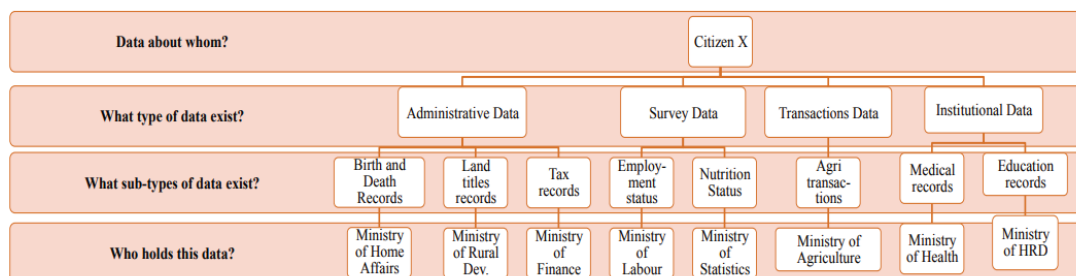 Data about whom?
Citizen X
What type of data exist?
Administrative Data
Survey Data
Transactions Data
Institutional Data
What sub-types of data exist?
Birth and
Death
Records
Land
titles
records
Tax
records
Employ-
ment
status
Nutrition
Status
Agri
transac-
tions
Medical
records
Education
records
Who holds this data?
Ministry
of Home
Affairs
Ministry
of Rural
Dev.
Ministry
of
Finance
Ministry
of
Labour
Ministry
of
Statistics
Ministry of
Agriculture
Ministry
of Health
Ministry
of HRD